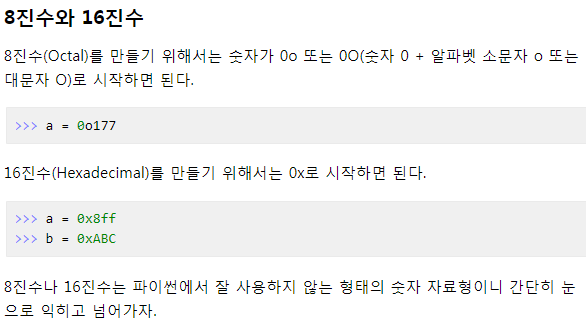 8진수와 16진수
8진수(Octal)를 만들기 위해서는 숫자가 0o 또는 0O(숫자 0 + 알파벳 소문자 o 또는
대문자 O)로 시작하면 된다.
>>> a = 0o177
16진수(Hexadecimal)를 만들기 위해서는 0x로 시작하면 된다.
>>> a = 0x8ff
>>> b = 0xABC
8진수나 16진수는 파이썬에서 잘 사용하지 않는 형태의 숫자 자료형이니 간단히 눈
으로 익히고 넘어가자.